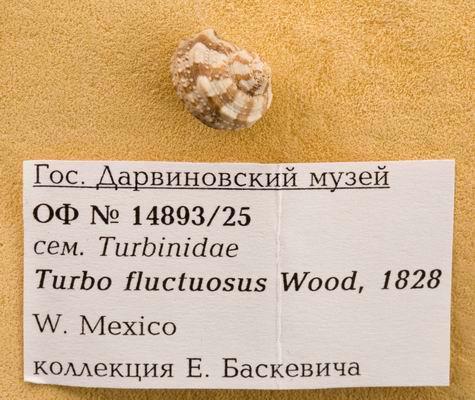 Гос. Дарвиновский музей
ОФ № 14893/25
сем. Turbinidae
Turbo fluctuosus Wood, 1828
W. Mexico
коллекция Е. Баскевича